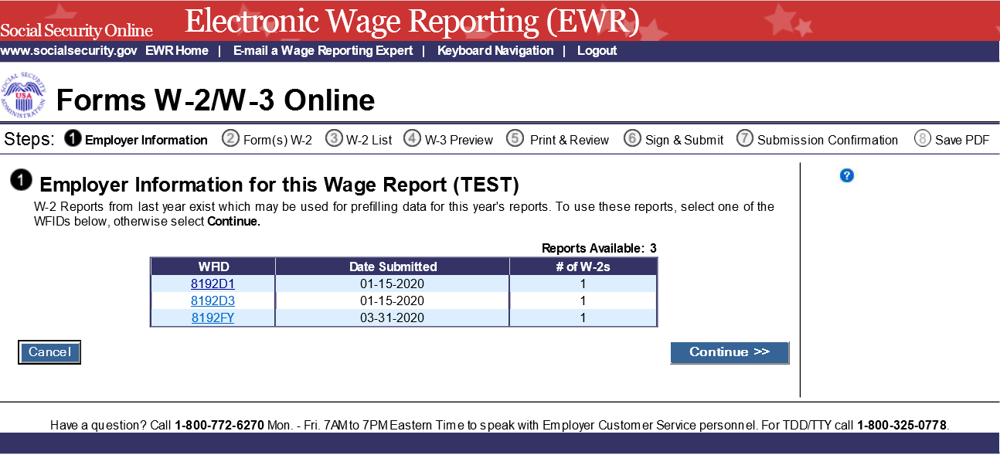 Social Security Online Electronic Wage Reporting (EWR)
www.socialsecurity.gov EWR Home | E-mail a Wage Reporting Expert | Keyboard Navigation | Logout
SOCIAL SECURITY ADMINISTRATION
USA
Forms W-2/W-3 Online
Steps: 1 Employer Information 2 Form(s) W-2 3 W-2 List 4 W-3 Preview 5 Print & Review 6 Sign & Submit 7 Submission Confirmation 8 Save PDF
1 Employer Information for this Wage Report (TEST)
?
W-2 Reports from last year exist which may be used for prefilling data for this year's reports. To use these reports, select one of the
WFIDs below, otherwise select Continue.
Reports Available: 3
WFID Date Submitted # of W-2s
8192D1 01-15-2020 1
8192D3 01-15-2020 1
8192FY 03-31-2020 1
Cancel Continue >>
Have a question? Call 1-800-772-6270 Mon. - Fri. 7AM to 7PM Eastern Time to speak with Employer Customer Service personnel. For TDD/TTY call 1-800-325-0778.